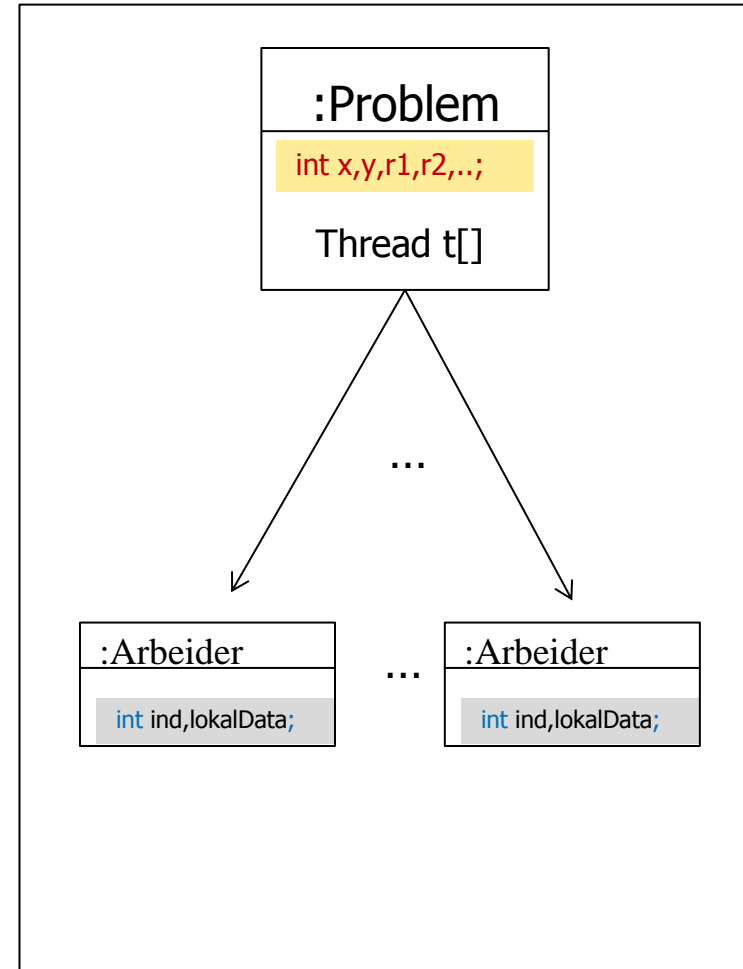 :Problem
int x,y,r1,r2,..;
Thread t[]
...
:Arbeider
...
:Arbeider
int ind,lokalData;
int ind,lokalData;